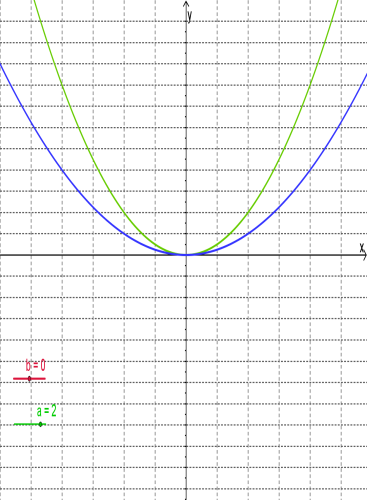 y
x
b = 0
a = 2